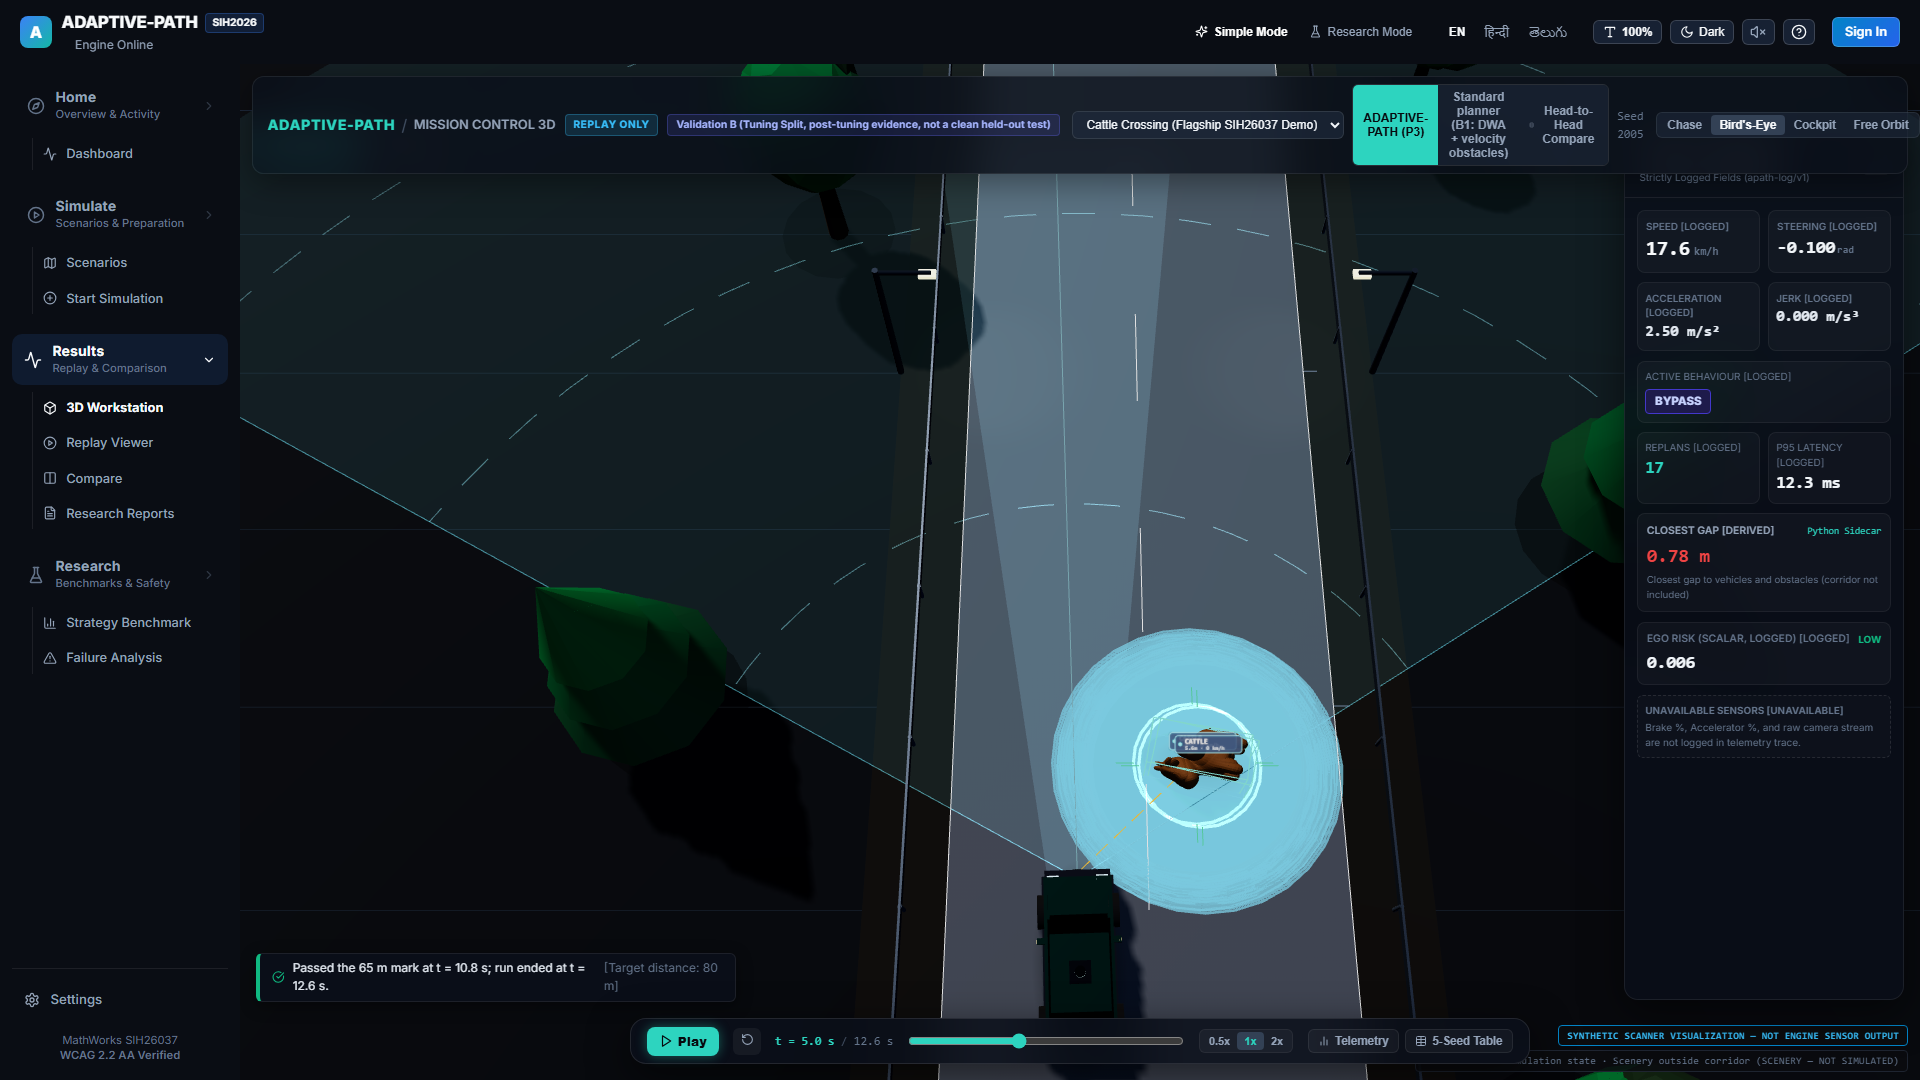 A
ADAPTIVE-PATH
SIH2026
Engine Online
Simple Mode
Research Mode
EN
हिन्दी
తెలుగు
100%
Dark
Sign In
Home
Overview & Activity
Dashboard
Simulate
Scenarios & Preparation
Scenarios
Start Simulation
Results
Replay & Comparison
3D Workstation
Replay Viewer
Compare
Research Reports
Research
Benchmarks & Safety
Strategy Benchmark
Failure Analysis
Settings
MathWorks SIH26037
WCAG 2.2 AA Verified
ADAPTIVE-PATH / MISSION CONTROL 3D
REPLAY ONLY
Validation B (Tuning Split, post-tuning evidence, not a clean held-out test)
Cattle Crossing (Flagship SIH26037 Demo)
ADAPTIVE-
PATH (P3)
Standard
planner
(B1: DWA
+ velocity
obstacles)
Head-to-
Head
Compare
Seed
2005
Chase
Bird's-Eye
Cockpit
Free Orbit
Strictly Logged Fields (apath-log/v1)
SPEED [LOGGED]
17.6 km/h
STEERING [LOGGED]
-0.100 rad
ACCELERATION
[LOGGED]
2.50 m/s²
JERK [LOGGED]
0.000 m/s³
ACTIVE BEHAVIOUR [LOGGED]
BYPASS
REPLANS [LOGGED]
17
P95 LATENCY
[LOGGED]
12.3 ms
CLOSEST GAP [DERIVED]
Python Sidecar
0.78 m
Closest gap to vehicles and obstacles (corridor not
included)
EGO RISK (SCALAR, LOGGED) [LOGGED]
LOW
0.006
UNAVAILABLE SENSORS [UNAVAILABLE]
Brake %, Accelerator %, and raw camera stream
are not logged in telemetry trace.
CATTLE
Passed the 65 m mark at t = 10.8 s; run ended at t =
12.6 s.
[Target distance: 80
m]
Play
t = 5.0 s / 12.6 s
0.5x
1x
2x
Telemetry
5-Seed Table
SYNTHETIC SCANNER VISUALIZATION — NOT ENGINE SENSOR OUTPUT
state · Scenery outside corridor (SCENERY — NOT SIMULATED)